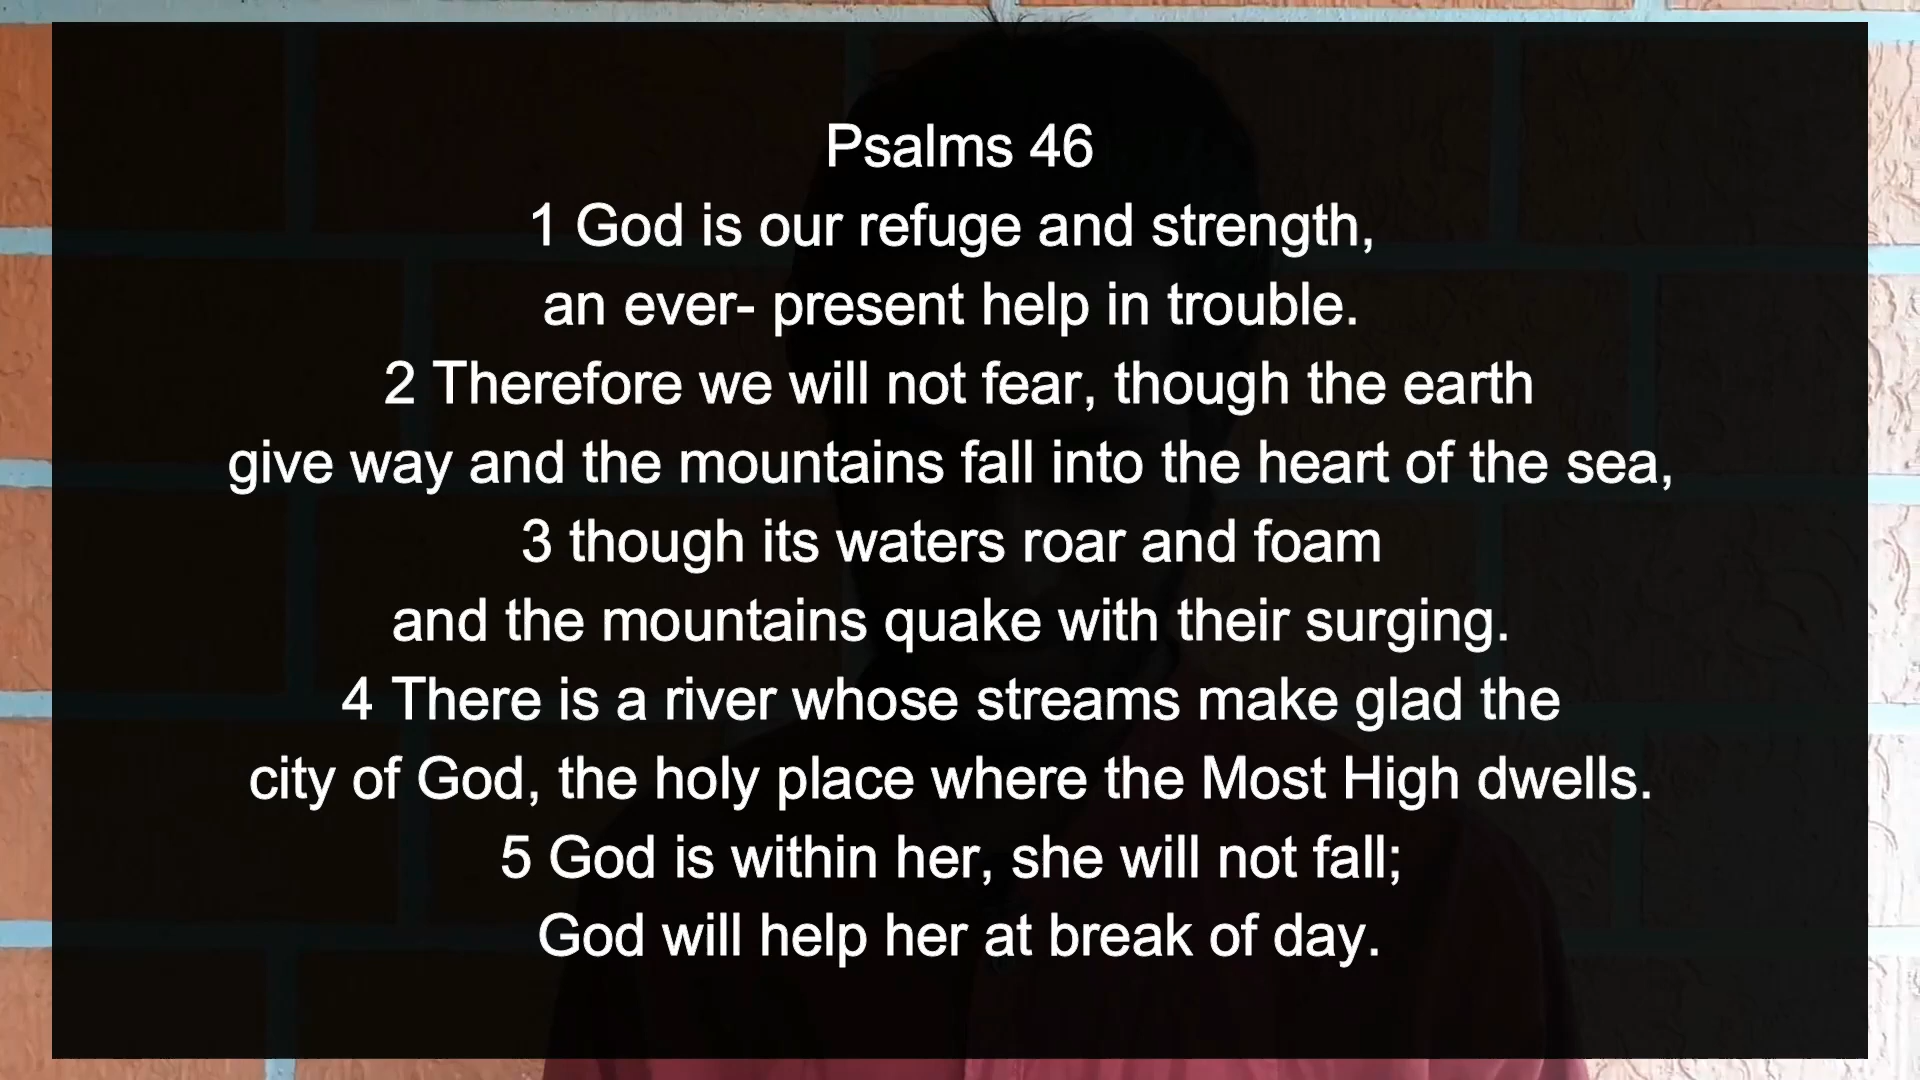 Psalms 46
1 God is our refuge and strength,
an ever- present help in trouble.
2 Therefore we will not fear, though the earth
give way and the mountains fall into the heart of the sea,
3 though its waters roar and foam
and the mountains quake with their surging.
4 There is a river whose streams make glad the
city of God, the holy place where the Most High dwells.
5 God is within her, she will not fall;
God will help her at break of day.